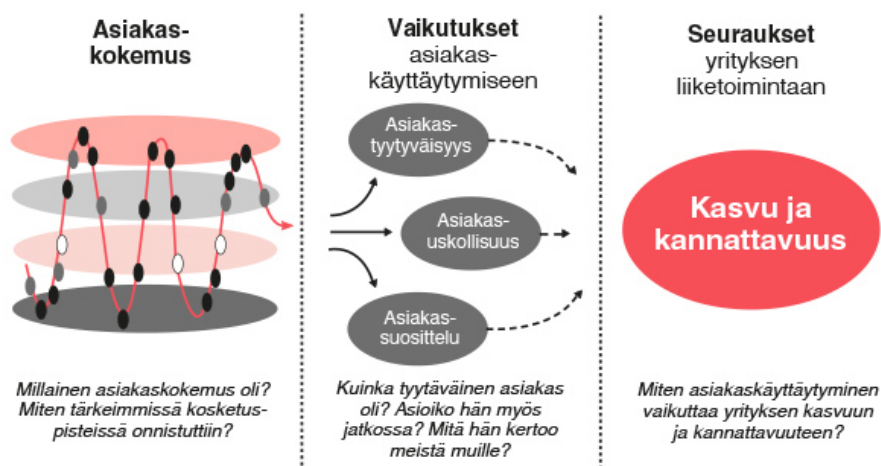 Asiakas-
kokemus
Millainen asiakaskokemus oli?
Miten tärkeimmissä kosketus-
pisteissä onnistuttiin?
Vaikutukset
asiakas-
käyttäytymiseen
Asiakas-
tyytyväisyys
Asiakas-
uskollisuus
Asiakas-
suosittelu
Kuinka tyytäväinen asiakas
oli? Asioiko hän myös
jatkossa? Mitä hän kertoo
meistä muille?
Seuraukset
yrityksen
liiketoimintaan
Kasvu ja
kannattavuus
Miten asiakaskäyttäytyminen
vaikuttaa yrityksen kasvuun
ja kannattavuuteen?